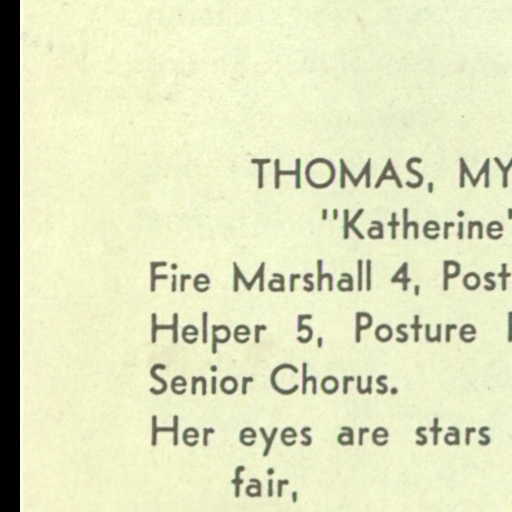 THOMAS, MY
"Katherine"
Fire Marshall 4, Post
Helper 5, Posture
Senior Chorus.
Her eyes are stars
fair,